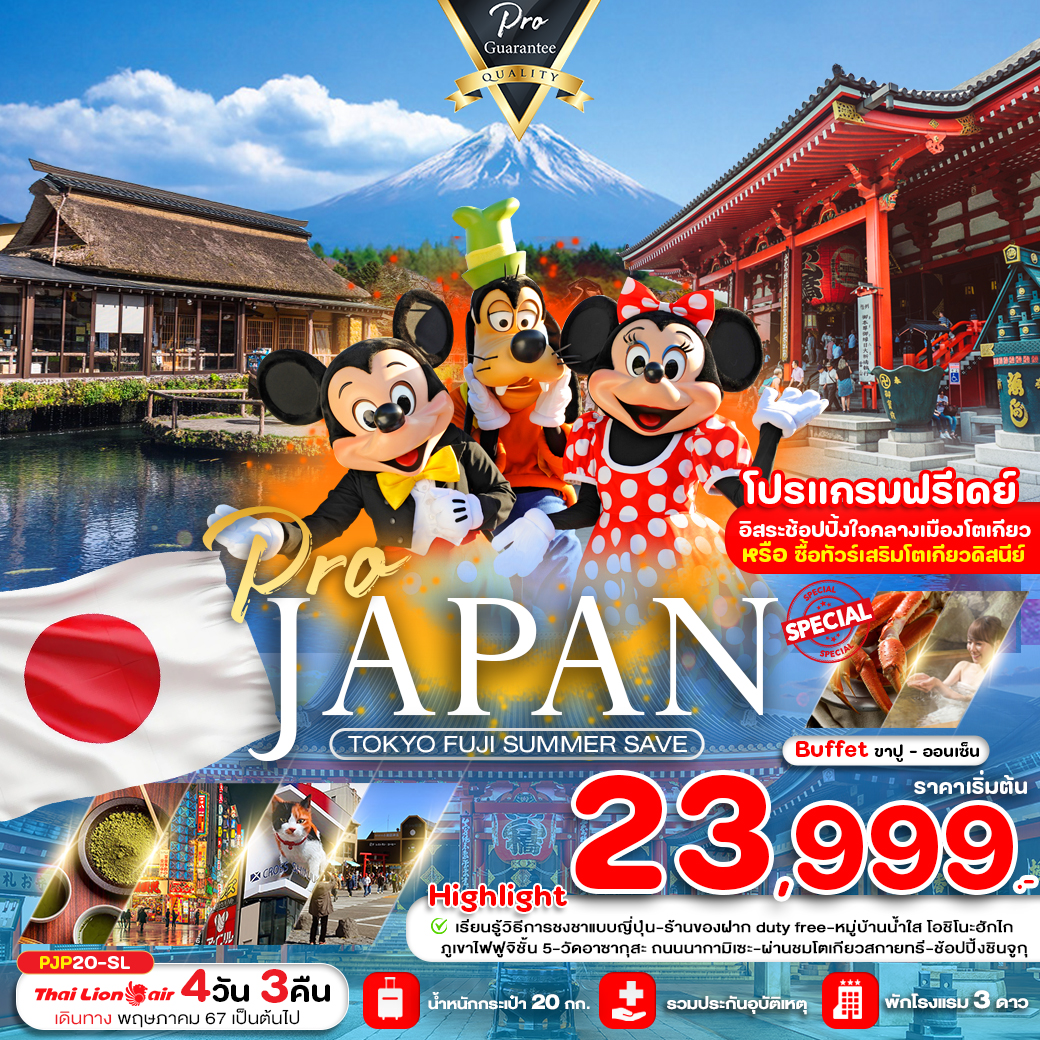 Pro
Guarantee
QUALITY
โปรแกรมฟรีเดย์
อิสระช้อปปิ้งใจกลางเมืองโตเกียว
หรือ ซื้อทัวร์เสริมโตเกียวดิสนีย์
Pro
JAPAN
TOKYO FUJI SUMMER SAVE
SPECIAL
SPECIAL
SPECIAL
Buffet ขาปู - ออนเซ็น
ราคาเริ่มต้น
23,999.-
Highlight
เรียนรู้วิธีการชงชาแบบญี่ปุ่น-ร้านของฝาก duty free-หมู่บ้านน้ำใส โอชิโนะฮักไก
ภูเขาไฟฟูจิชั้น 5-วัดอาซากุสะ ถนนนากามิเซะ-ผ่านชมโตเกียวสกายทรี-ช้อปปิ้งชินจูกุ
PJP20-SL
Thai Lion air 4วัน 3คืน
เดินทาง พฤษภาคม 67 เป็นต้นไป
น้ำหนักกระเป๋า 20 กก.
รวมประกันอุบัติเหตุ
พักโรงแรม 3 ดาว